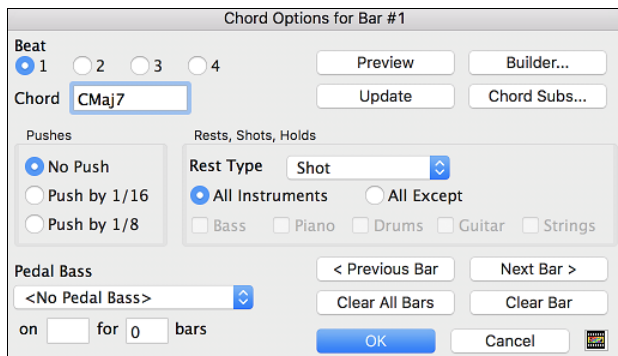 Chord Options for Bar #1
Beat
1 2 3 4
Preview Builder...
Chord CMaj7
Update Chord Subs...
Pushes
No Push
Push by 1/16
Push by 1/8
Rests, Shots, Holds
Rest Type Shot
All Instruments All Except
Bass Piano Drums Guitar Strings
Pedal Bass
<No Pedal Bass>
on for 0 bars
< Previous Bar Next Bar >
Clear All Bars Clear Bar
OK Cancel